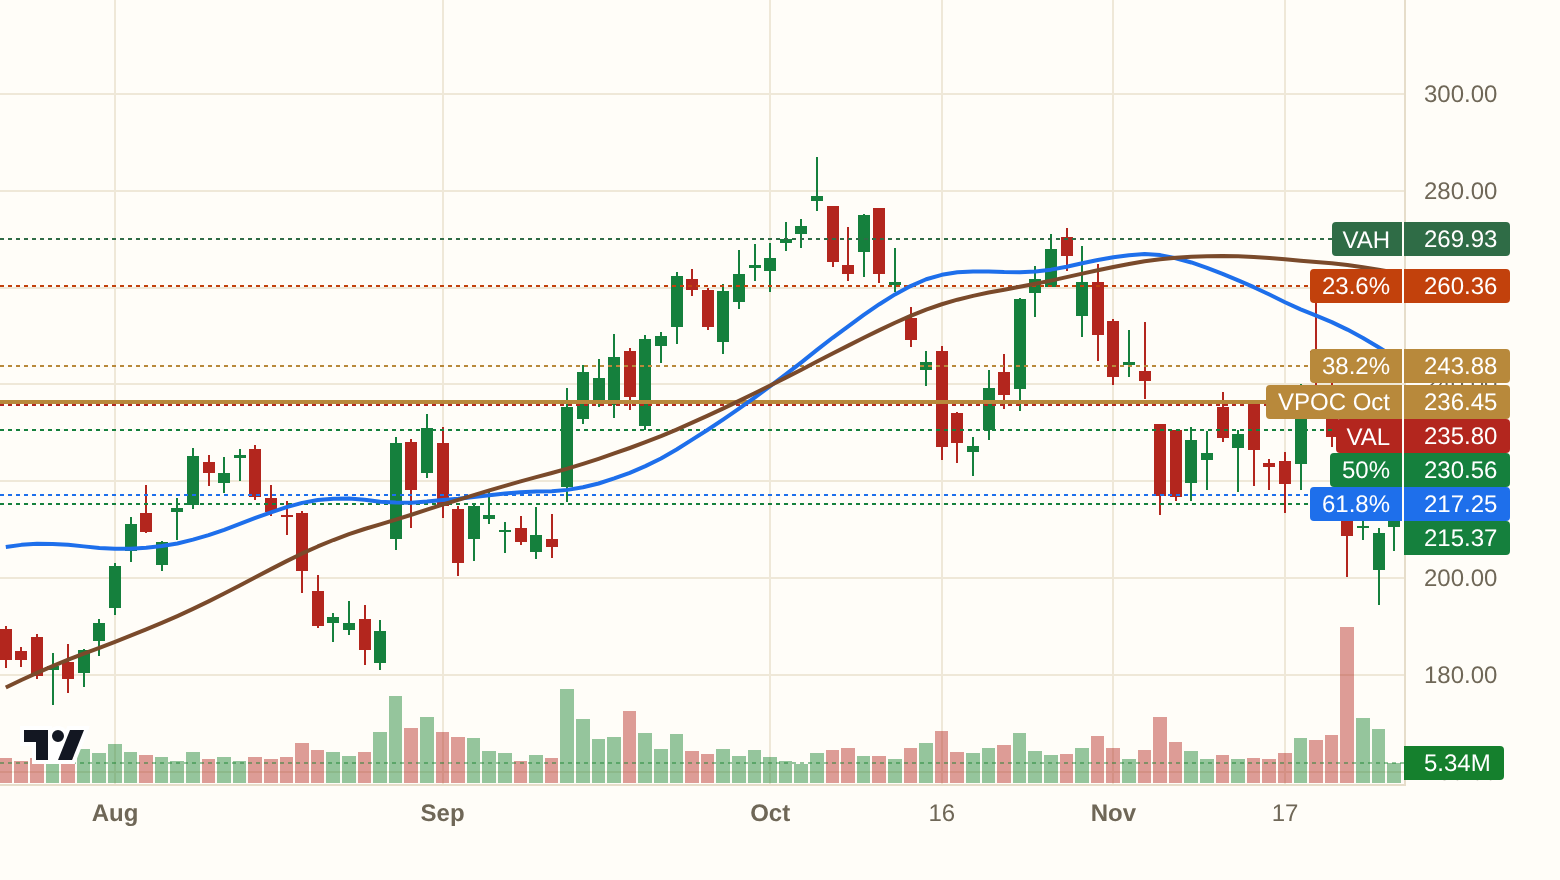 300.00
280.00
VAH 269.93
23.6% 260.36
38.2% 243.88
VPOC Oct 236.45
VAL 235.80
50% 230.56
61.8% 217.25
215.37
200.00
180.00
5.34M
Aug Sep Oct 16 Nov 17